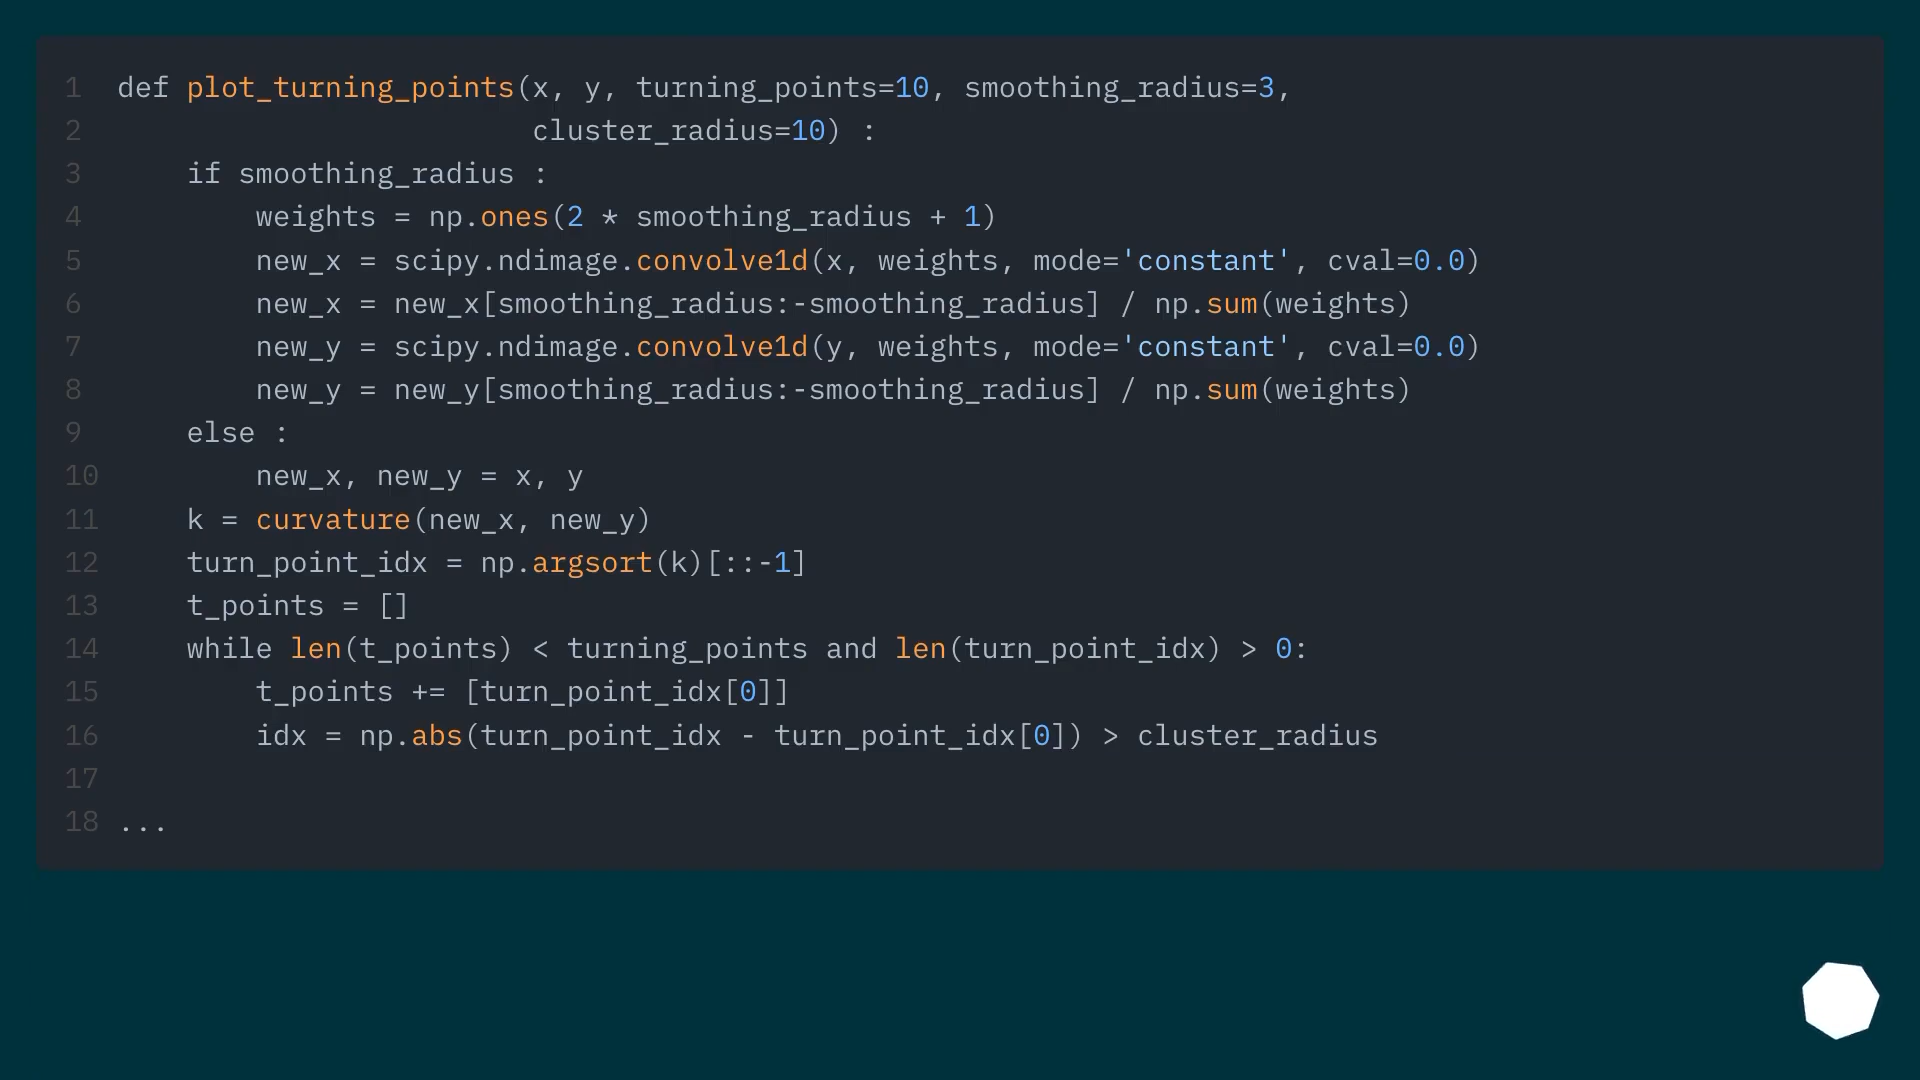 1 def plot_turning_points(x, y, turning_points=10, smoothing_radius=3,
2                         cluster_radius=10) :
3     if smoothing_radius :
4         weights = np.ones(2 * smoothing_radius + 1)
5         new_x = scipy.ndimage.convolve1d(x, weights, mode='constant', cval=0.0)
6         new_x = new_x[smoothing_radius:-smoothing_radius] / np.sum(weights)
7         new_y = scipy.ndimage.convolve1d(y, weights, mode='constant', cval=0.0)
8         new_y = new_y[smoothing_radius:-smoothing_radius] / np.sum(weights)
9     else :
10         new_x, new_y = x, y
11     k = curvature(new_x, new_y)
12     turn_point_idx = np.argsort(k)[::-1]
13     t_points = []
14     while len(t_points) < turning_points and len(turn_point_idx) > 0:
15         t_points += [turn_point_idx[0]]
16         idx = np.abs(turn_point_idx - turn_point_idx[0]) > cluster_radius
17
18 ...